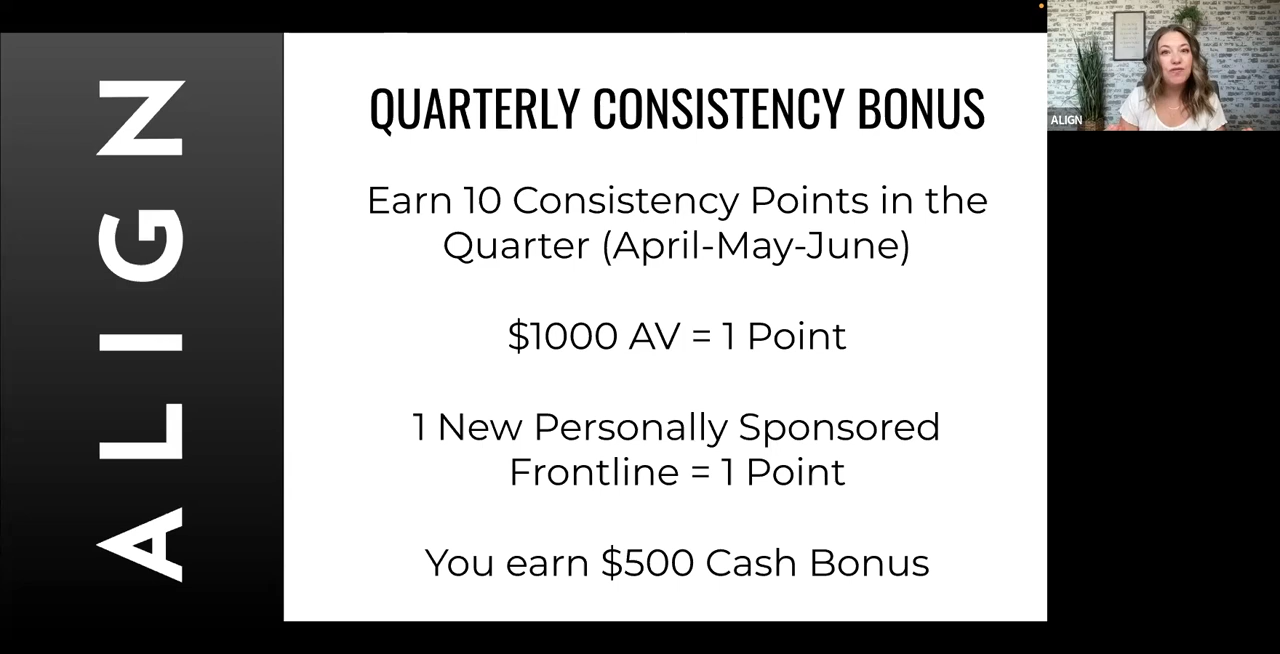 ALIGN
QUARTERLY CONSISTENCY BONUS
Earn 10 Consistency Points in the
Quarter (April-May-June)
$1000 AV = 1 Point
1 New Personally Sponsored
Frontline = 1 Point
You earn $500 Cash Bonus
ALIGN